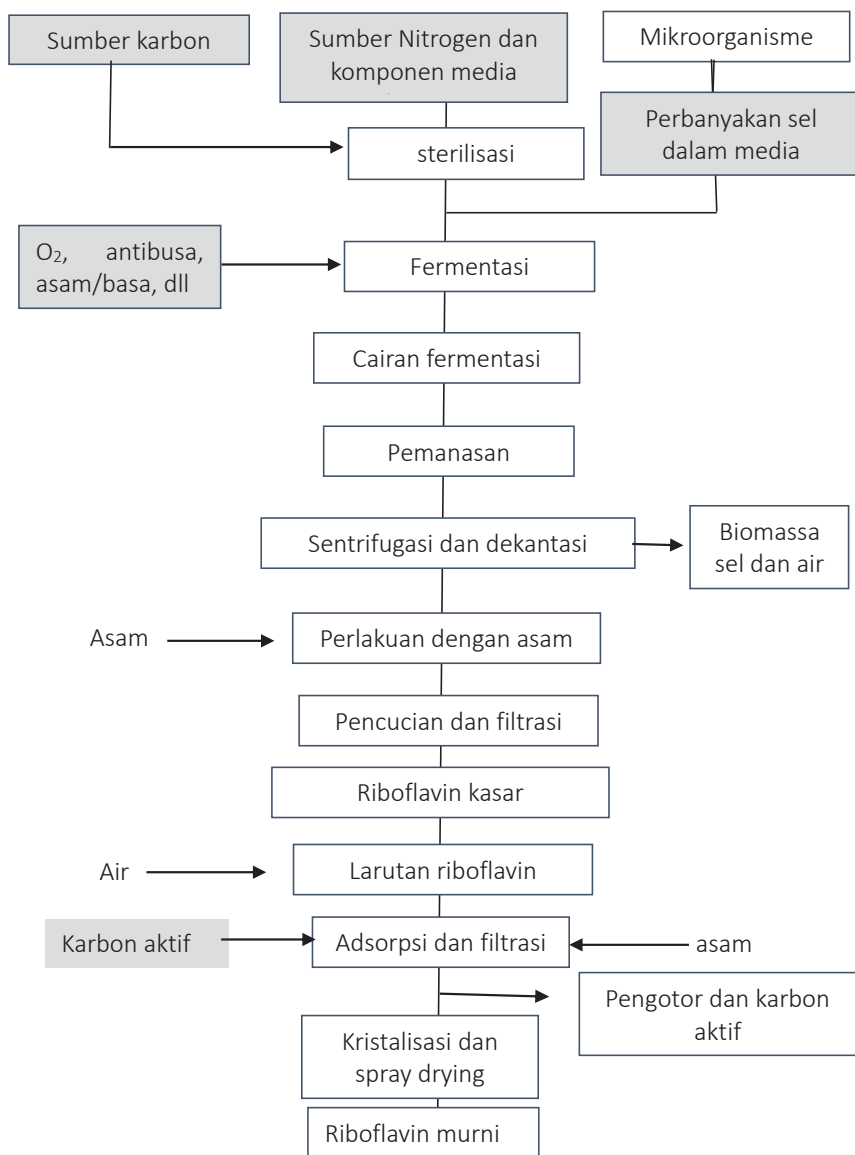 Sumber karbon
Sumber Nitrogen dan
komponen media
Mikroorganisme
Perbanyakan sel
dalam media
sterilisasi
O₂, antibusa,
asam/basa, dll
Fermentasi
Cairan fermentasi
Pemanasan
Sentrifugasi dan dekantasi
Biomassa
sel dan air
Asam
Perlakuan dengan asam
Pencucian dan filtrasi
Riboflavin kasar
Air
Larutan riboflavin
Karbon aktif
Adsorpsi dan filtrasi
asam
Pengotor dan karbon
aktif
Kristalisasi dan
spray drying
Riboflavin murni